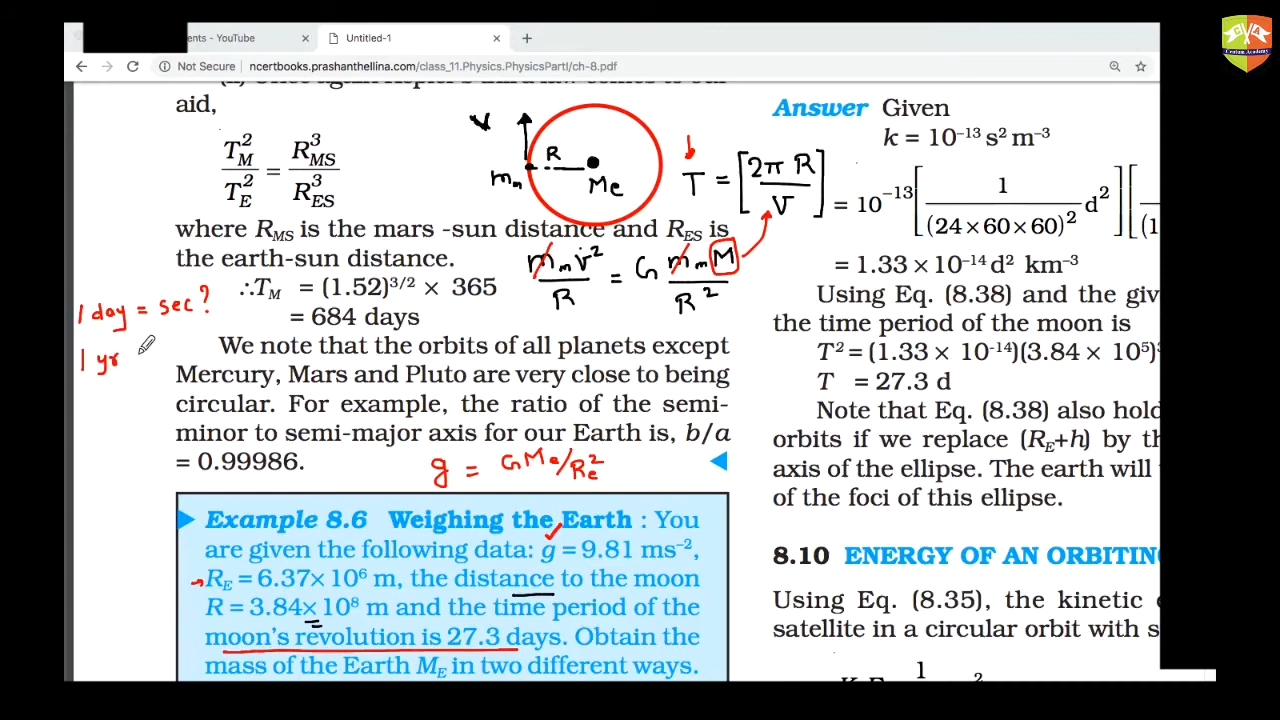 ents - YouTube
Untitled-1
Not Secure
ncertbooks.prashanthellina.com/class_11.Physics.PhysicsPartI/ch-8.pdf
Centum Academy
aid,
T_M^2 / T_E^2 = R_MS^3 / R_ES^3
where R_MS is the mars -sun distance and R_ES is
the earth-sun distance.
∴T_M = (1.52)^3/2 × 365
= 684 days
We note that the orbits of all planets except
Mercury, Mars and Pluto are very close to being
circular. For example, the ratio of the semi-
minor to semi-major axis for our Earth is, b/a
= 0.99986.
1 day = sec ?
1 yr
V
R
m_m
Me
T = [2π R / V]
m_m v^2 / R = G m_m M / R^2
g = GMe/Re^2
Example 8.6 Weighing the Earth : You
are given the following data: g = 9.81 ms^–2,
R_E = 6.37× 10^6 m, the distance to the moon
R = 3.84× 10^8 m and the time period of the
moon's revolution is 27.3 days. Obtain the
mass of the Earth M_E in two different ways.
Answer Given
k = 10^–13 s^2 m^–3
= 10^–13 [1 / (24×60×60)^2 d^2] [
= 1.33 × 10^–14 d^2 km^–3
Using Eq. (8.38) and the giv
the time period of the moon is
T^2 = (1.33 × 10^-14)(3.84 × 10^5)
T = 27.3 d
Note that Eq. (8.38) also hold
orbits if we replace (R_E+h) by th
axis of the ellipse. The earth will
of the foci of this ellipse.
8.10 ENERGY OF AN ORBITING
Using Eq. (8.35), the kinetic
satellite in a circular orbit with s